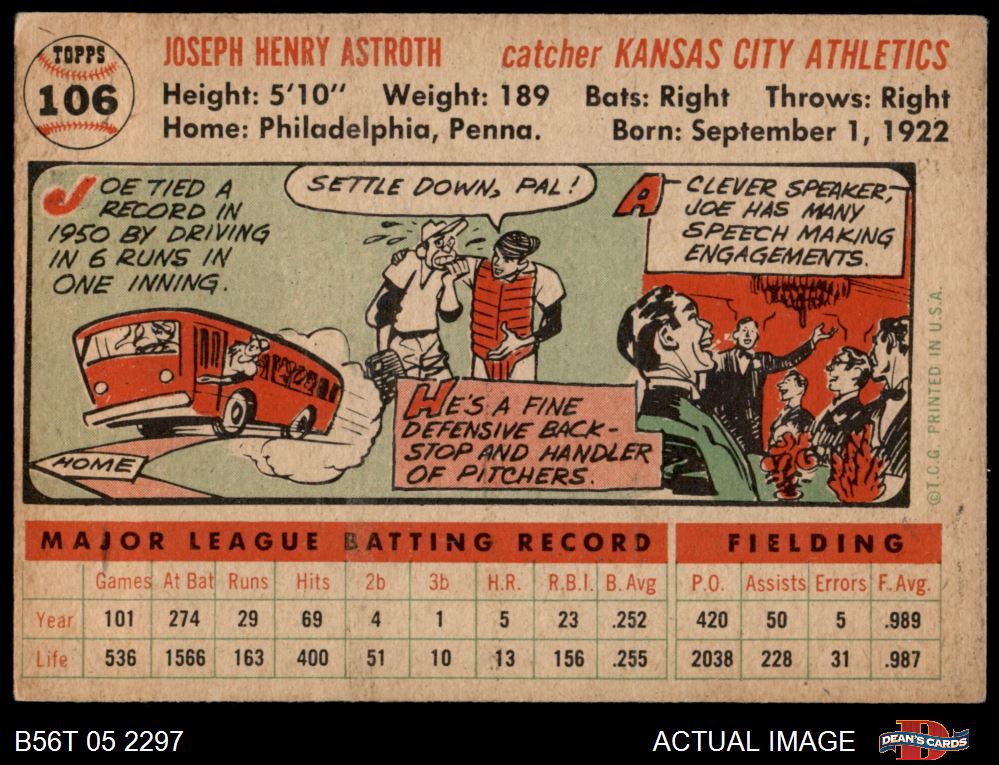 TOPPS
106
JOSEPH HENRY ASTROTH catcher KANSAS CITY ATHLETICS
Height: 5'10" Weight: 189 Bats: Right Throws: Right
Home: Philadelphia, Penna. Born: September 1, 1922
JOE TIED A
RECORD IN
1950 BY DRIVING
IN 6 RUNS IN
ONE INNING.
HOME
SETTLE DOWN, PAL!
HE'S A FINE
DEFENSIVE BACK-
STOP AND HANDLER
OF PITCHERS.
A CLEVER SPEAKER,
JOE HAS MANY
SPEECH MAKING
ENGAGEMENTS.
©T.C.G. PRINTED IN U.S.A.
MAJOR LEAGUE BATTING RECORD FIELDING
Games At Bat Runs Hits 2b 3b H.R. R.B.I. B. Avg P.O. Assists Errors F. Avg.
Year 101 274 29 69 4 1 5 23 .252 420 50 5 .989
Life 536 1566 163 400 51 10 13 156 .255 2038 228 31 .987
B56T 05 2297 ACTUAL IMAGE DEAN'S CARDS